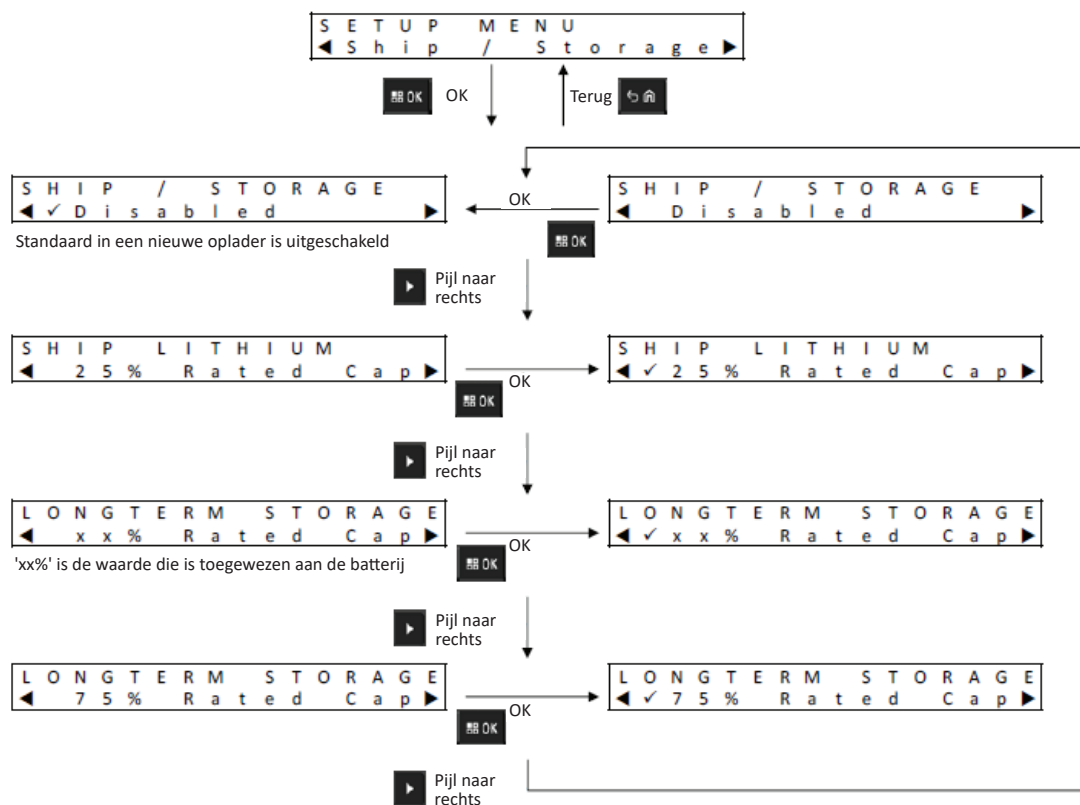 SETUP MENU
◀Ship / Storage▶
OK OK Terug
SHIP / STORAGE
◀✓Disabled ▶
OK
SHIP / STORAGE
◀ Disabled ▶
OK
Standaard in een nieuwe oplader is uitgeschakeld
Pijl naar
rechts
SHIP LITHIUM
◀ 25% Rated Cap▶
OK
OK
SHIP LITHIUM
◀✓25% Rated Cap▶
Pijl naar
rechts
LONGTERM STORAGE
◀ xx% Rated Cap▶
OK
OK
LONGTERM STORAGE
◀✓xx% Rated Cap▶
'xx%' is de waarde die is toegewezen aan de batterij
Pijl naar
rechts
LONGTERM STORAGE
◀ 75% Rated Cap▶
OK
OK
LONGTERM STORAGE
◀✓75% Rated Cap▶
Pijl naar
rechts